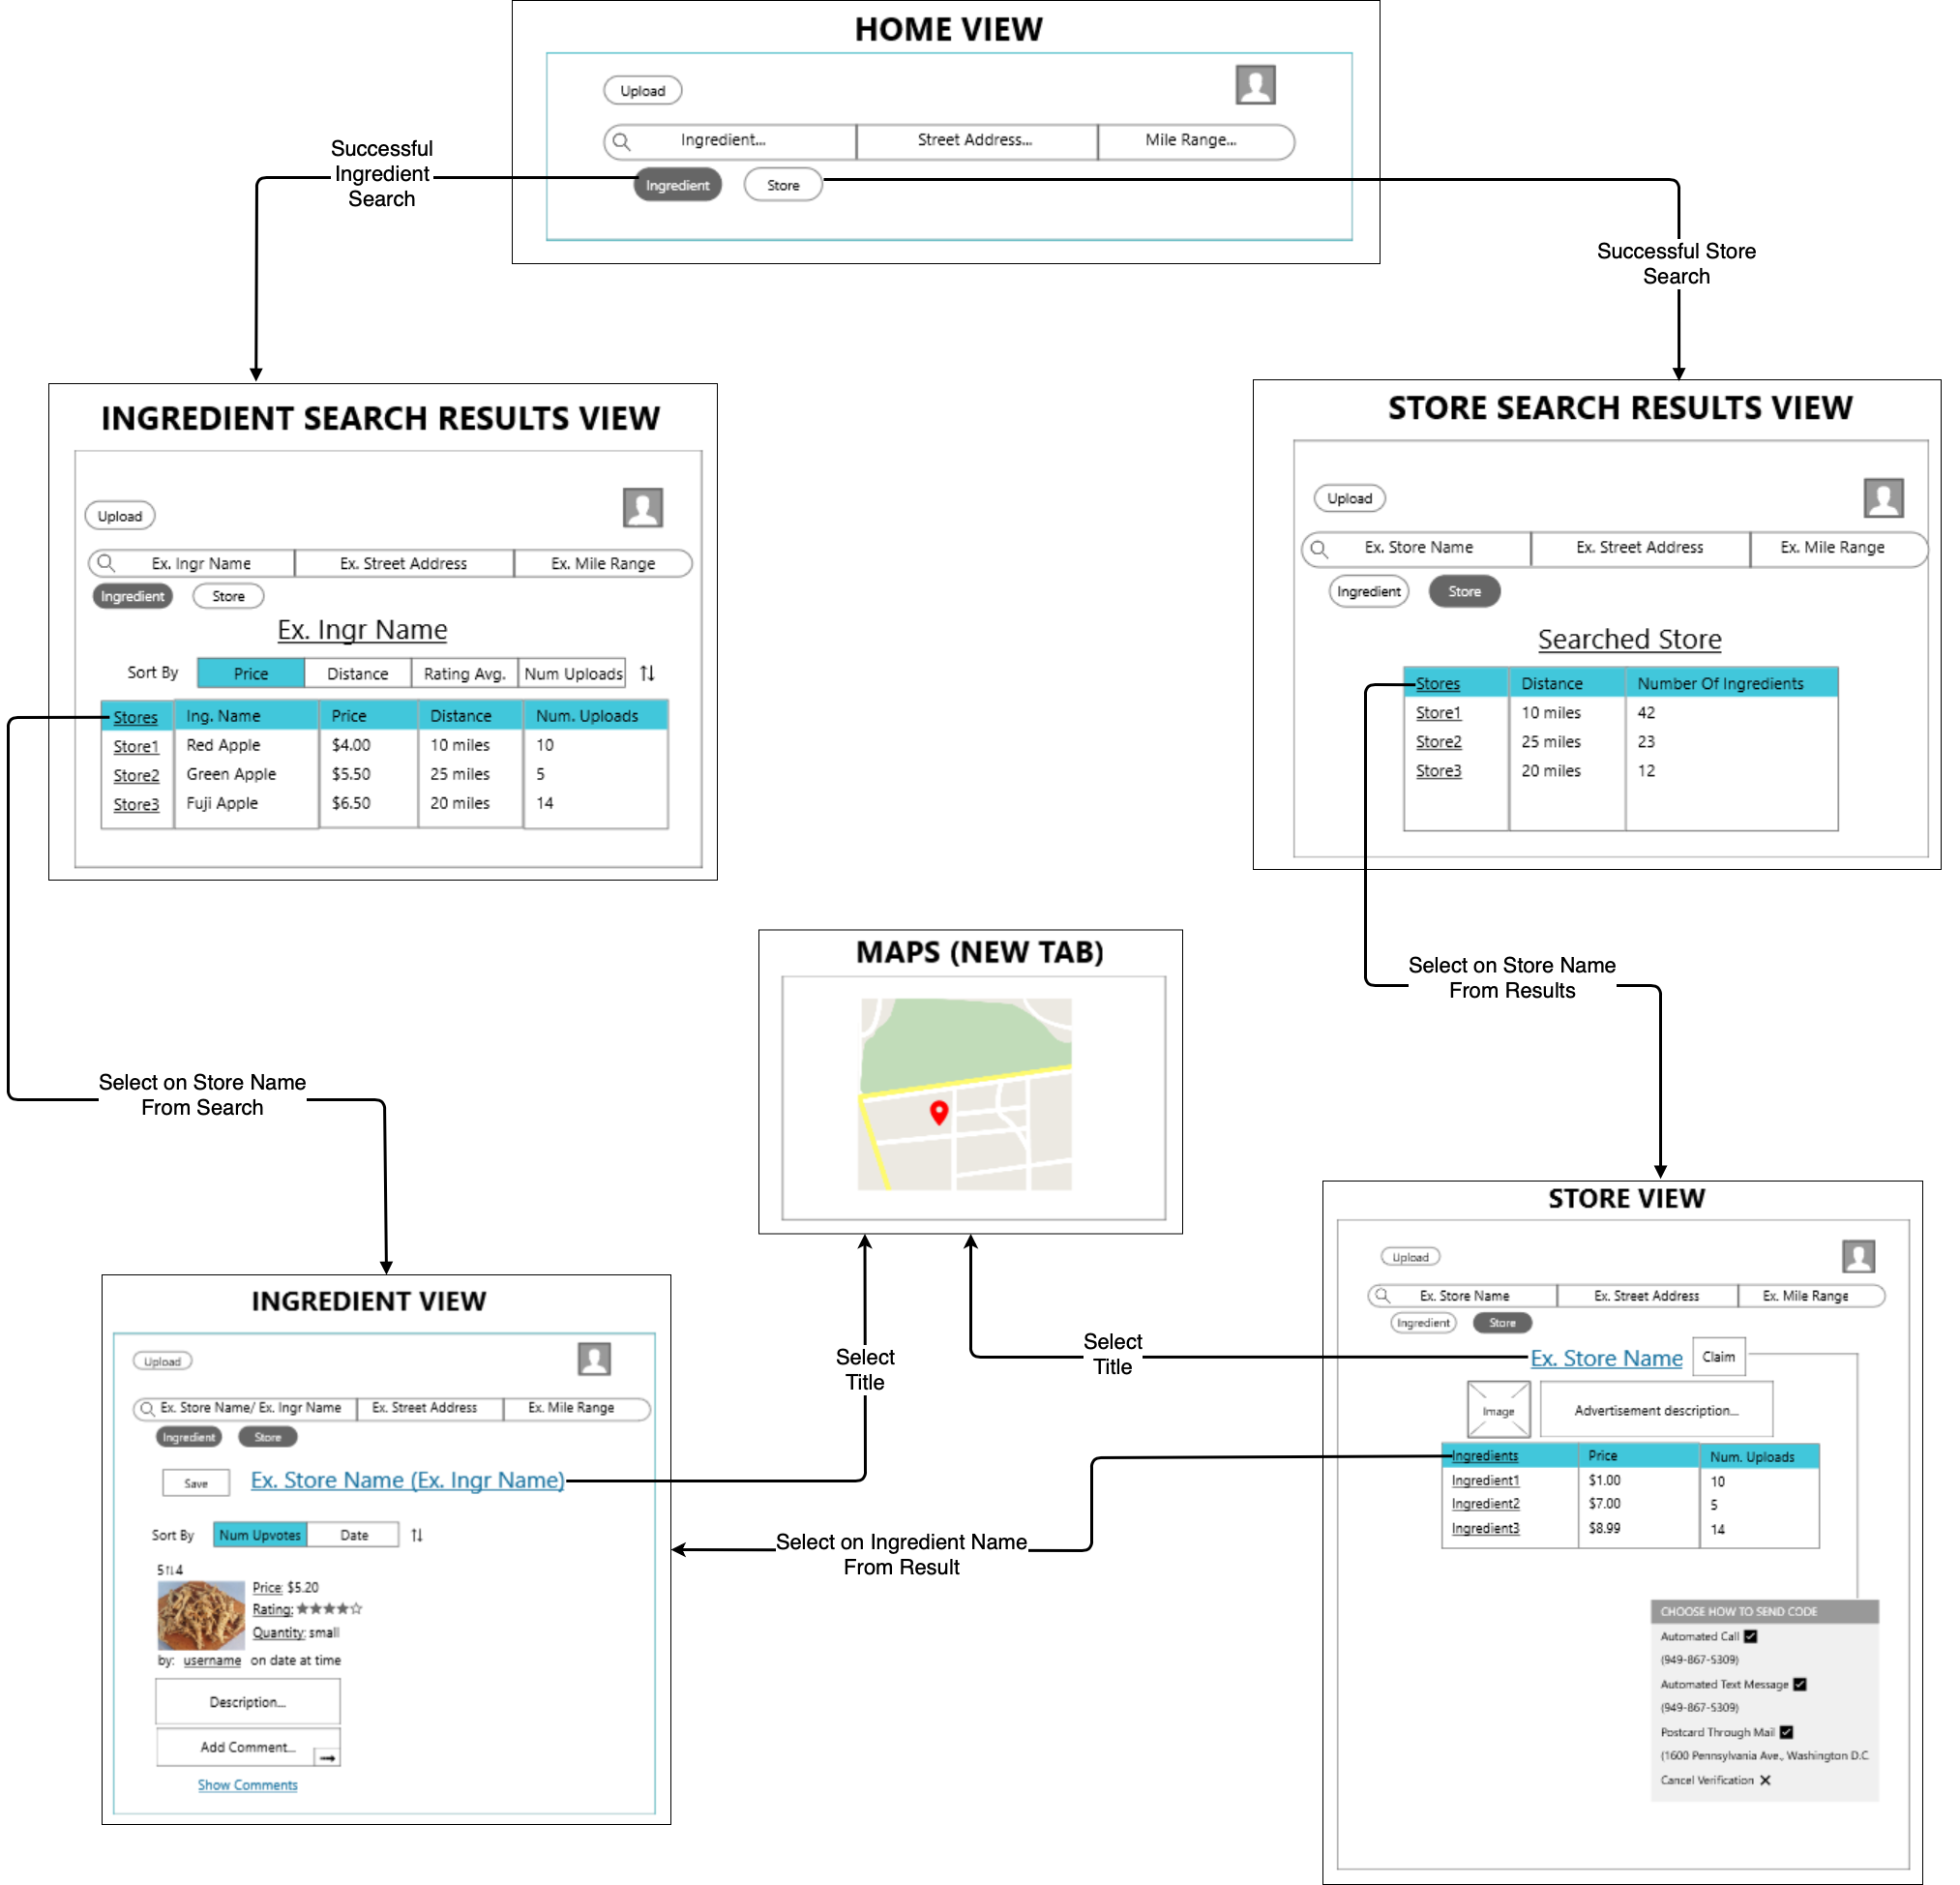 HOME VIEW
Upload
Ingredient... Street Address... Mile Range...
Ingredient Store
Successful
Ingredient
Search
Successful Store
Search
INGREDIENT SEARCH RESULTS VIEW
Upload
Ex. Ingr Name Ex. Street Address Ex. Mile Range
Ingredient Store
Ex. Ingr Name
Sort By Price Distance Rating Avg. Num Uploads
Stores Ing. Name Price Distance Num. Uploads
Store1 Red Apple $4.00 10 miles 10
Store2 Green Apple $5.50 25 miles 5
Store3 Fuji Apple $6.50 20 miles 14
STORE SEARCH RESULTS VIEW
Upload
Ex. Store Name Ex. Street Address Ex. Mile Range
Ingredient Store
Searched Store
Stores Distance Number Of Ingredients
Store1 10 miles 42
Store2 25 miles 23
Store3 20 miles 12
MAPS (NEW TAB)
Select on Store Name
From Results
Select on Store Name
From Search
INGREDIENT VIEW
Upload
Ex. Store Name/ Ex. Ingr Name Ex. Street Address Ex. Mile Range
Ingredient Store
Save Ex. Store Name (Ex. Ingr Name)
Sort By Num Upvotes Date
5↑↓4
Price: $5.20
Rating: ★★★★☆
Quantity: small
by: username on date at time
Description...
Add Comment...
Show Comments
Select
Title
Select
Title
Select on Ingredient Name
From Result
STORE VIEW
Upload
Ex. Store Name Ex. Street Address Ex. Mile Range
Ingredient Store
Ex. Store Name Claim
Image Advertisement description...
Ingredients Price Num. Uploads
Ingredient1 $1.00 10
Ingredient2 $7.00 5
Ingredient3 $8.99 14
CHOOSE HOW TO SEND CODE
Automated Call
(949-867-5309)
Automated Text Message
(949-867-5309)
Postcard Through Mail
(1600 Pennsylvania Ave., Washington D.C.
Cancel Verification